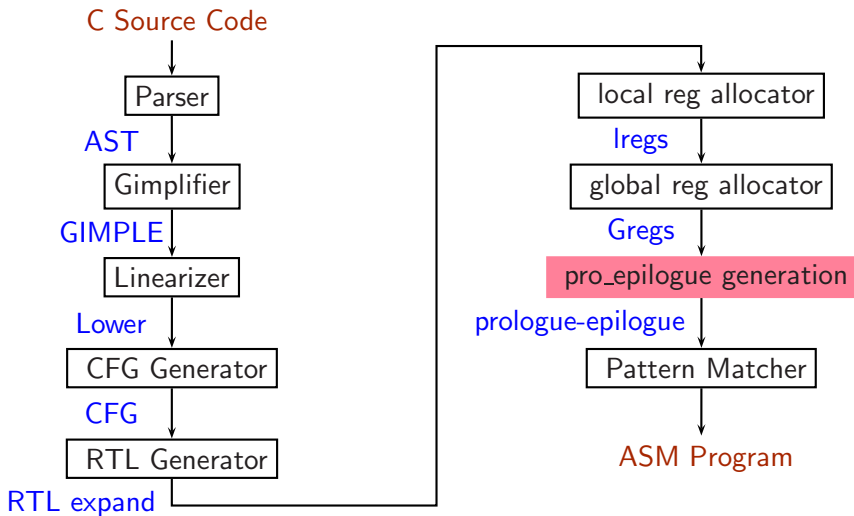 C Source Code
Parser
AST
Gimplifier
GIMPLE
Linearizer
Lower
CFG Generator
CFG
RTL Generator
RTL expand
local reg allocator
lregs
global reg allocator
Gregs
pro_epilogue generation
prologue-epilogue
Pattern Matcher
ASM Program